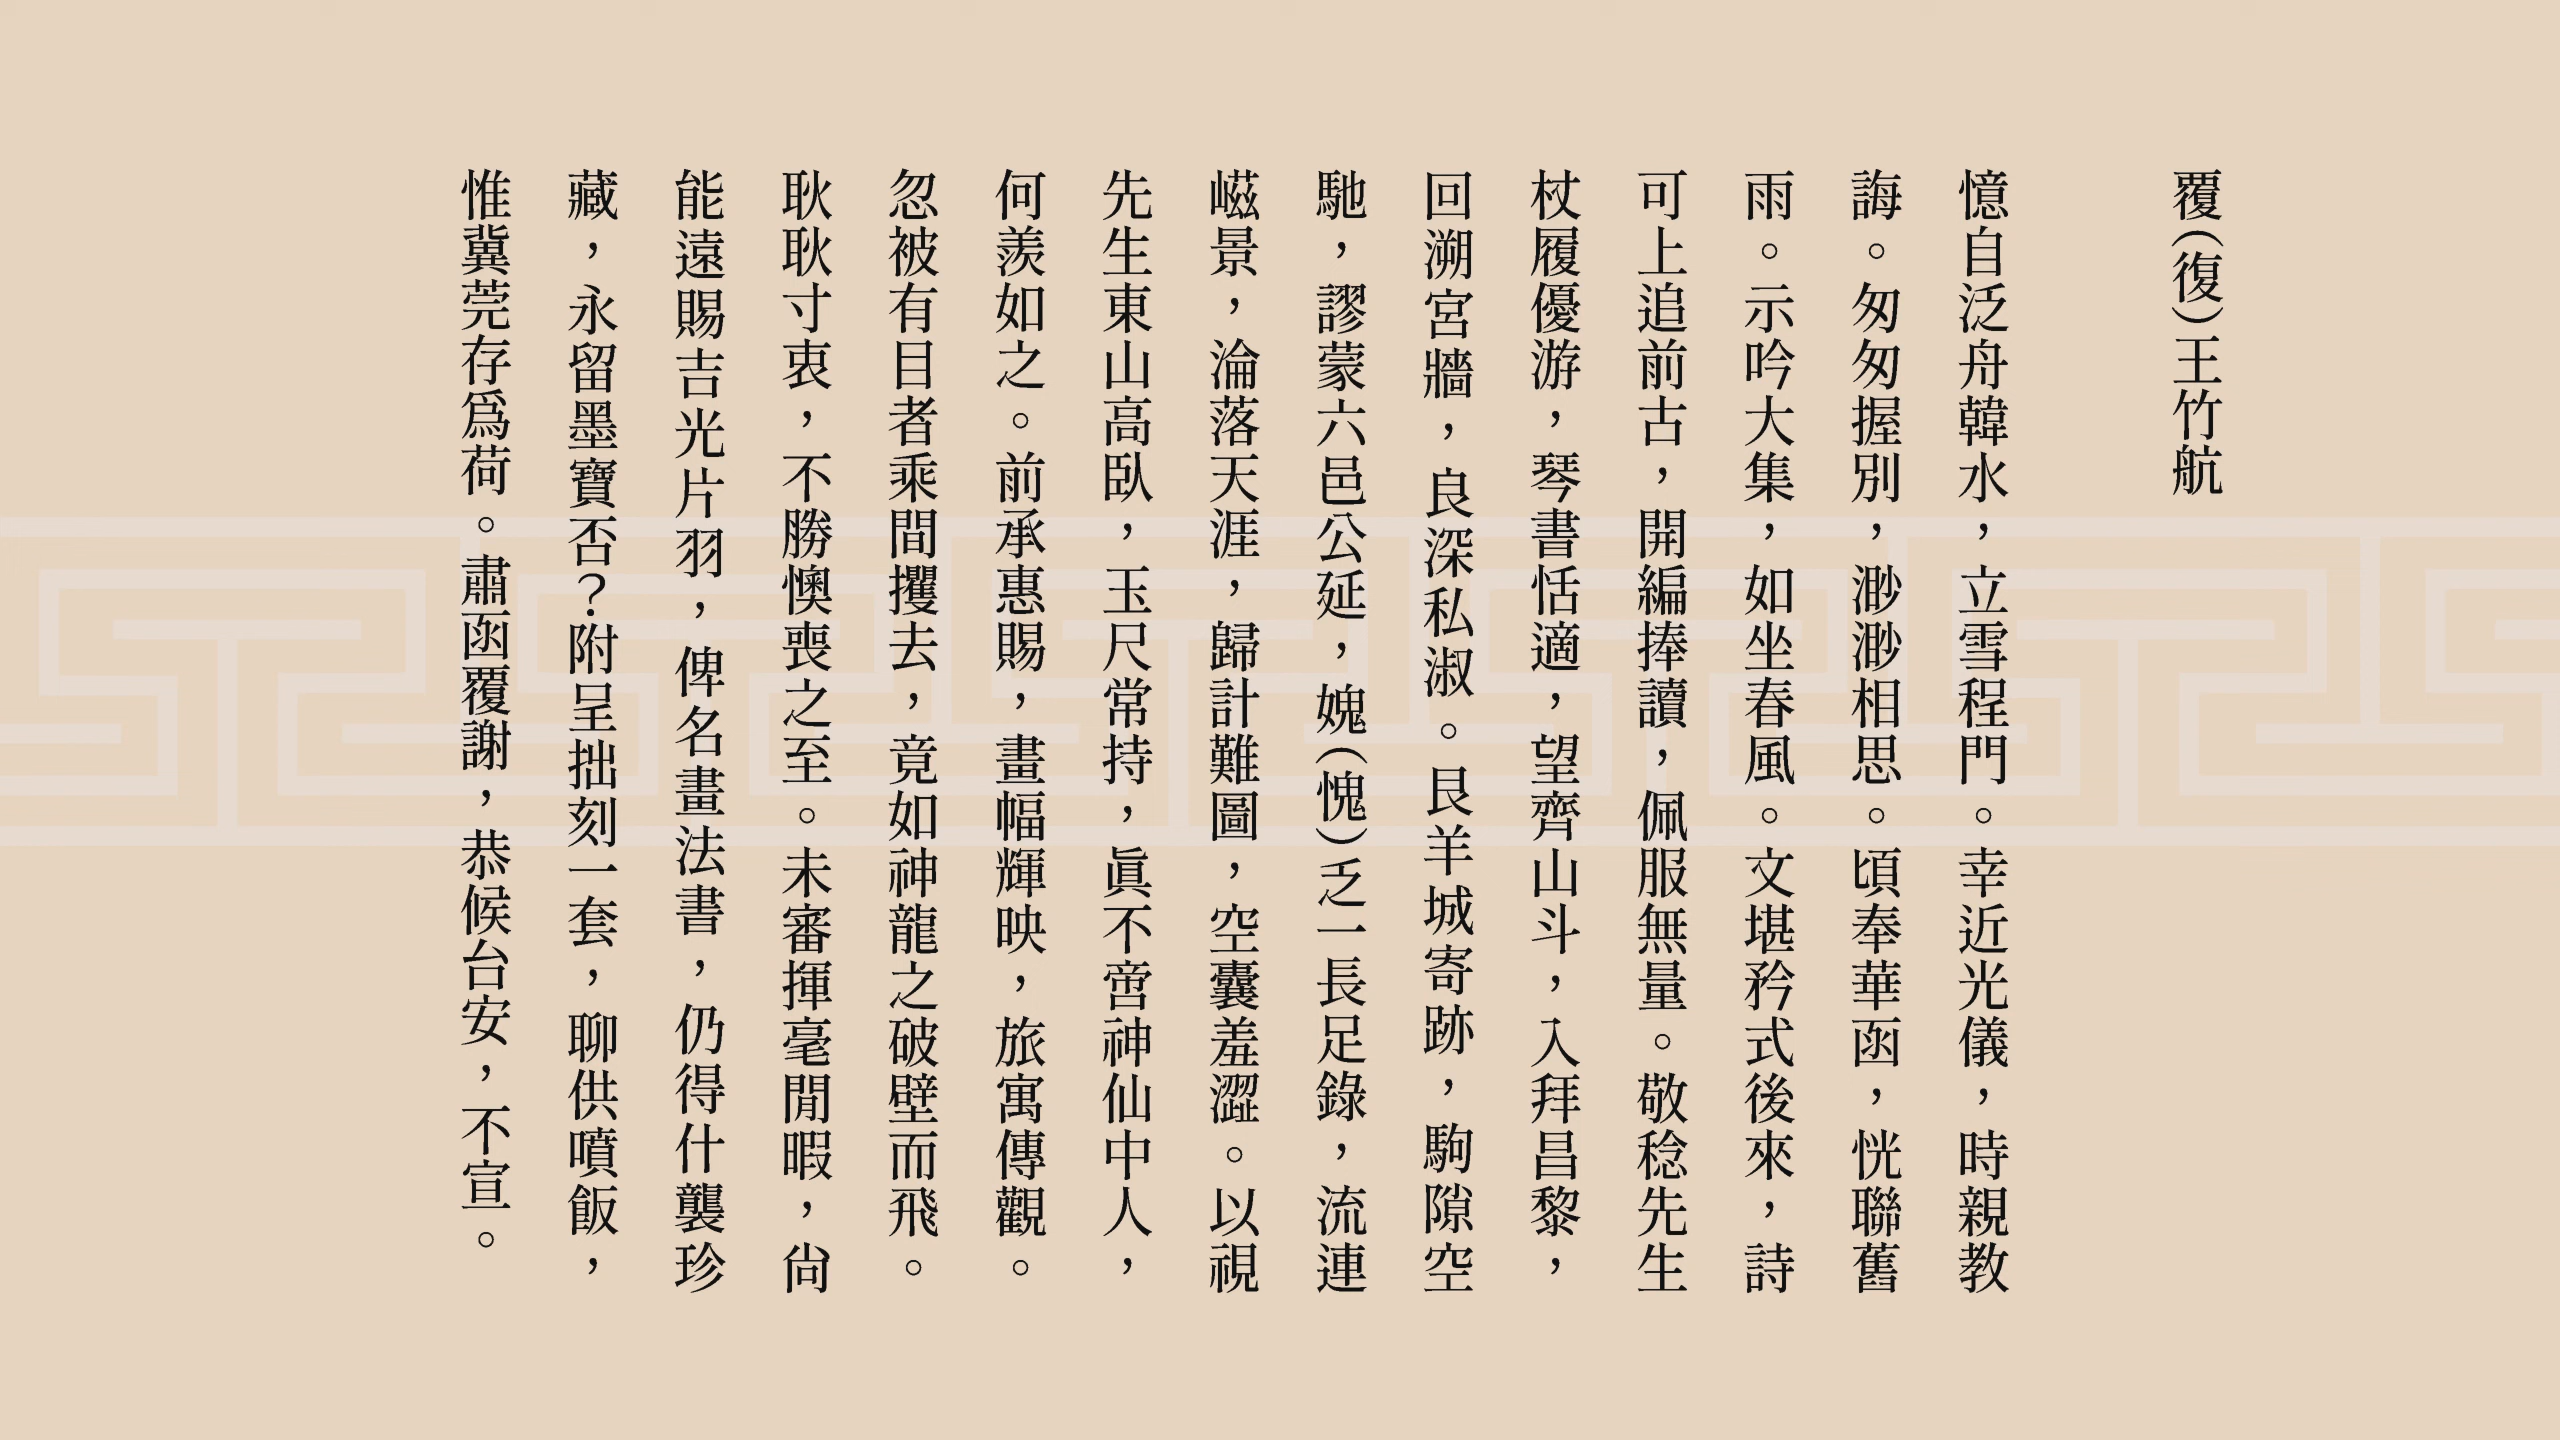 覆（復）王竹航
憶自泛舟韓水，立雪程門。幸近光儀，時親教
誨。匆匆握別，渺渺相思。頃奉華函，恍聯舊
雨。示吟大集，如坐春風。文堪矜式後來，詩
可上追前古，開編捧讀，佩服無量。敬稔先生
杖履優游，琴書恬適，望齊山斗，入拜昌黎，
回溯宮牆，良深私淑。艮羊城寄跡，駒隙空
馳，謬蒙六邑公延，媿（愧）乏一長足錄，流連
嵫景，淪落天涯，歸計難圖，空囊羞澀。以視
先生東山高臥，玉尺常持，眞不啻神仙中人，
何羨如之。前承惠賜，畫幅輝映，旅寓傳觀。
忽被有目者乘間攫去，竟如神龍之破壁而飛。
耿耿寸衷，不勝懊喪之至。未審揮毫閒暇，尙
能遠賜吉光片羽，俾名畫法書，仍得什襲珍
藏，永留墨寶否？附呈拙刻一套，聊供噴飯，
惟冀莞存爲荷。肅函覆謝，恭候台安，不宣。